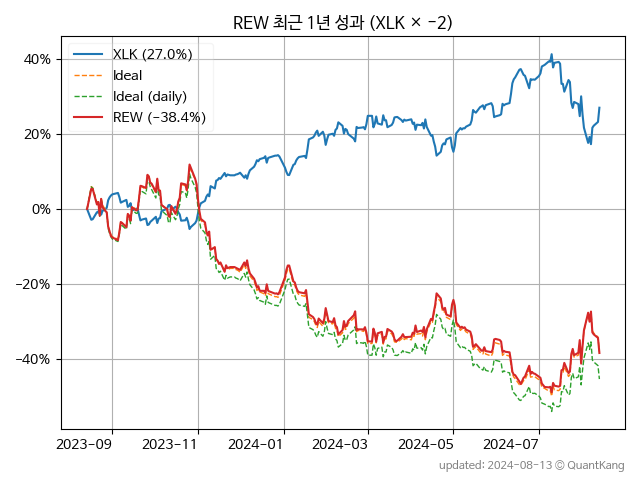 REW 최근 1년 성과 (XLK × −2)
XLK (27.0%)
Ideal
Ideal (daily)
REW (−38.4%)
40%
20%
0%
−20%
−40%
2023-09
2023-11
2024-01
2024-03
2024-05
2024-07
updated: 2024-08-13 © QuantKang